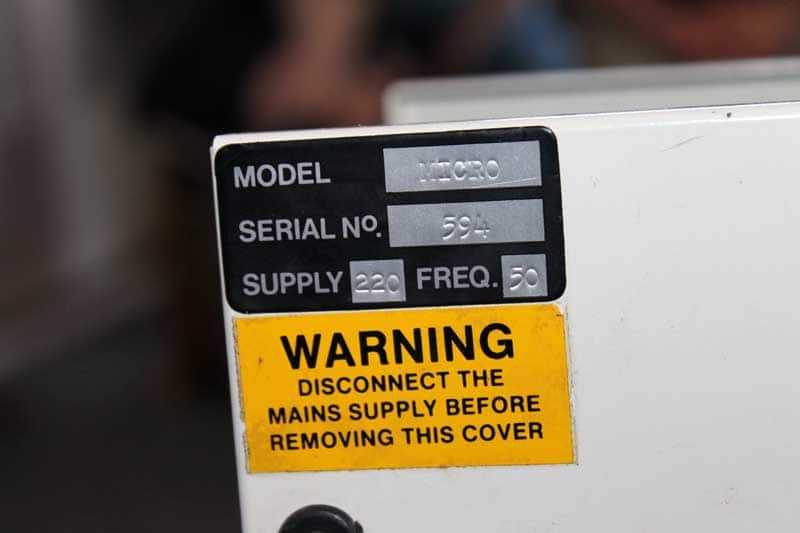 MODEL MICRO
SERIAL No. 594
SUPPLY 220 FREQ. 50
WARNING
DISCONNECT THE
MAINS SUPPLY BEFORE
REMOVING THIS COVER